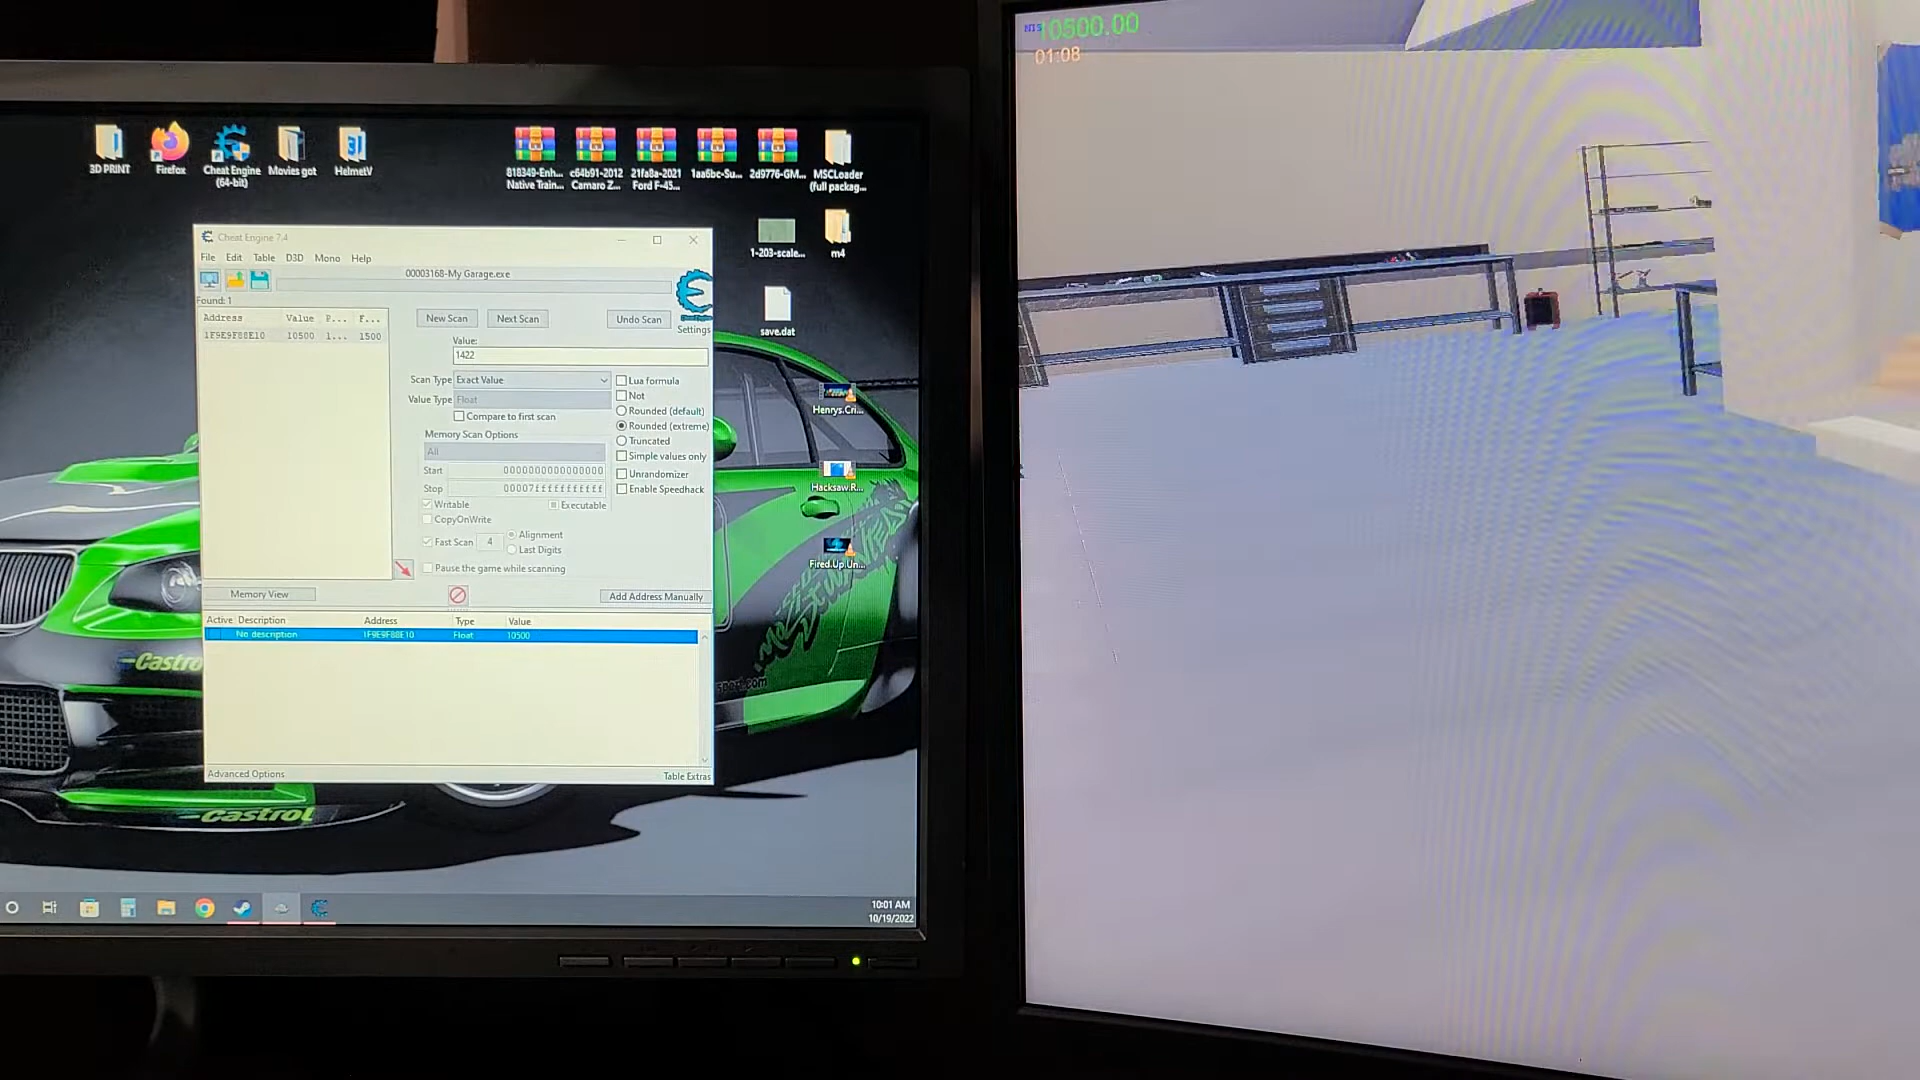 3D PRINT
Firefox
Cheat Engine
(64-bit)
Movies got
HelmetV
818349-Enh...
Native Train...
c64b91-2012
Camaro Z...
21fa8a-2021
Ford F-45...
1aa6bc-Su...
2d9776-GM...
MSCLoader
(full packag...
1-203-scale...
m4
save.dat
Henrys.Cri...
Hacksaw.R...
Fired.Up.Un...
Cheat Engine 7.4
File Edit Table D3D Mono Help
00003168-My Garage.exe
Found: 1
Address Value P... F...
1F9E9F88E10 10500 1... 1500
New Scan Next Scan Undo Scan
Settings
Value:
1422
Scan Type Exact Value
Value Type Float
Compare to first scan
Lua formula
Not
Rounded (default)
Rounded (extreme)
Truncated
Simple values only
Unrandomizer
Enable Speedhack
Memory Scan Options
All
Start 0000000000000000
Stop 00007fffffffffff
Writable Executable
CopyOnWrite
Fast Scan 4 Alignment
Last Digits
Pause the game while scanning
Memory View
Add Address Manually
Active Description Address Type Value
No description 1F9E9F88E10 Float 10500
Advanced Options Table Extras
Castrol
Castrol
10:01 AM
10/19/2022
10500.00
01:08